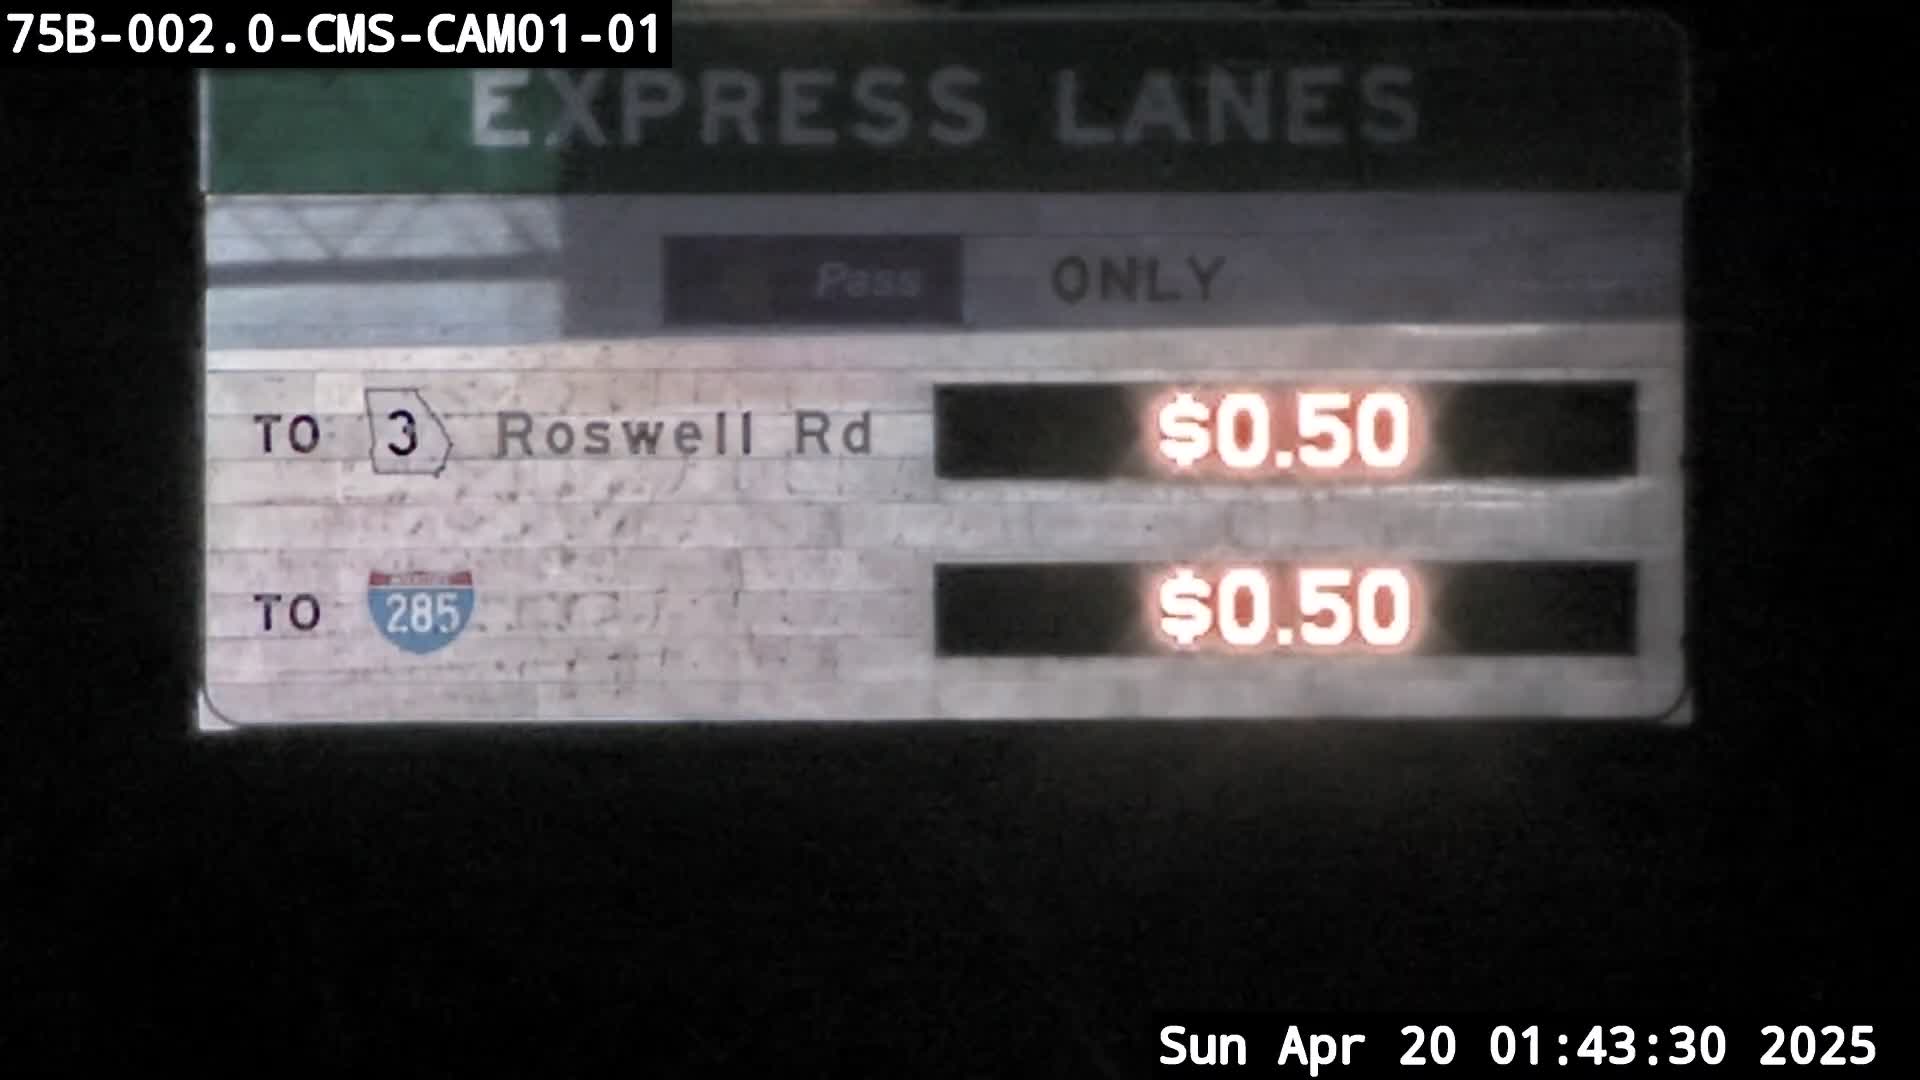 75B-002.0-CMS-CAM01-01
EXPRESS LANES
Pass ONLY
TO 3 Roswell Rd $0.50
TO 285 $0.50
Sun Apr 20 01:43:30 2025